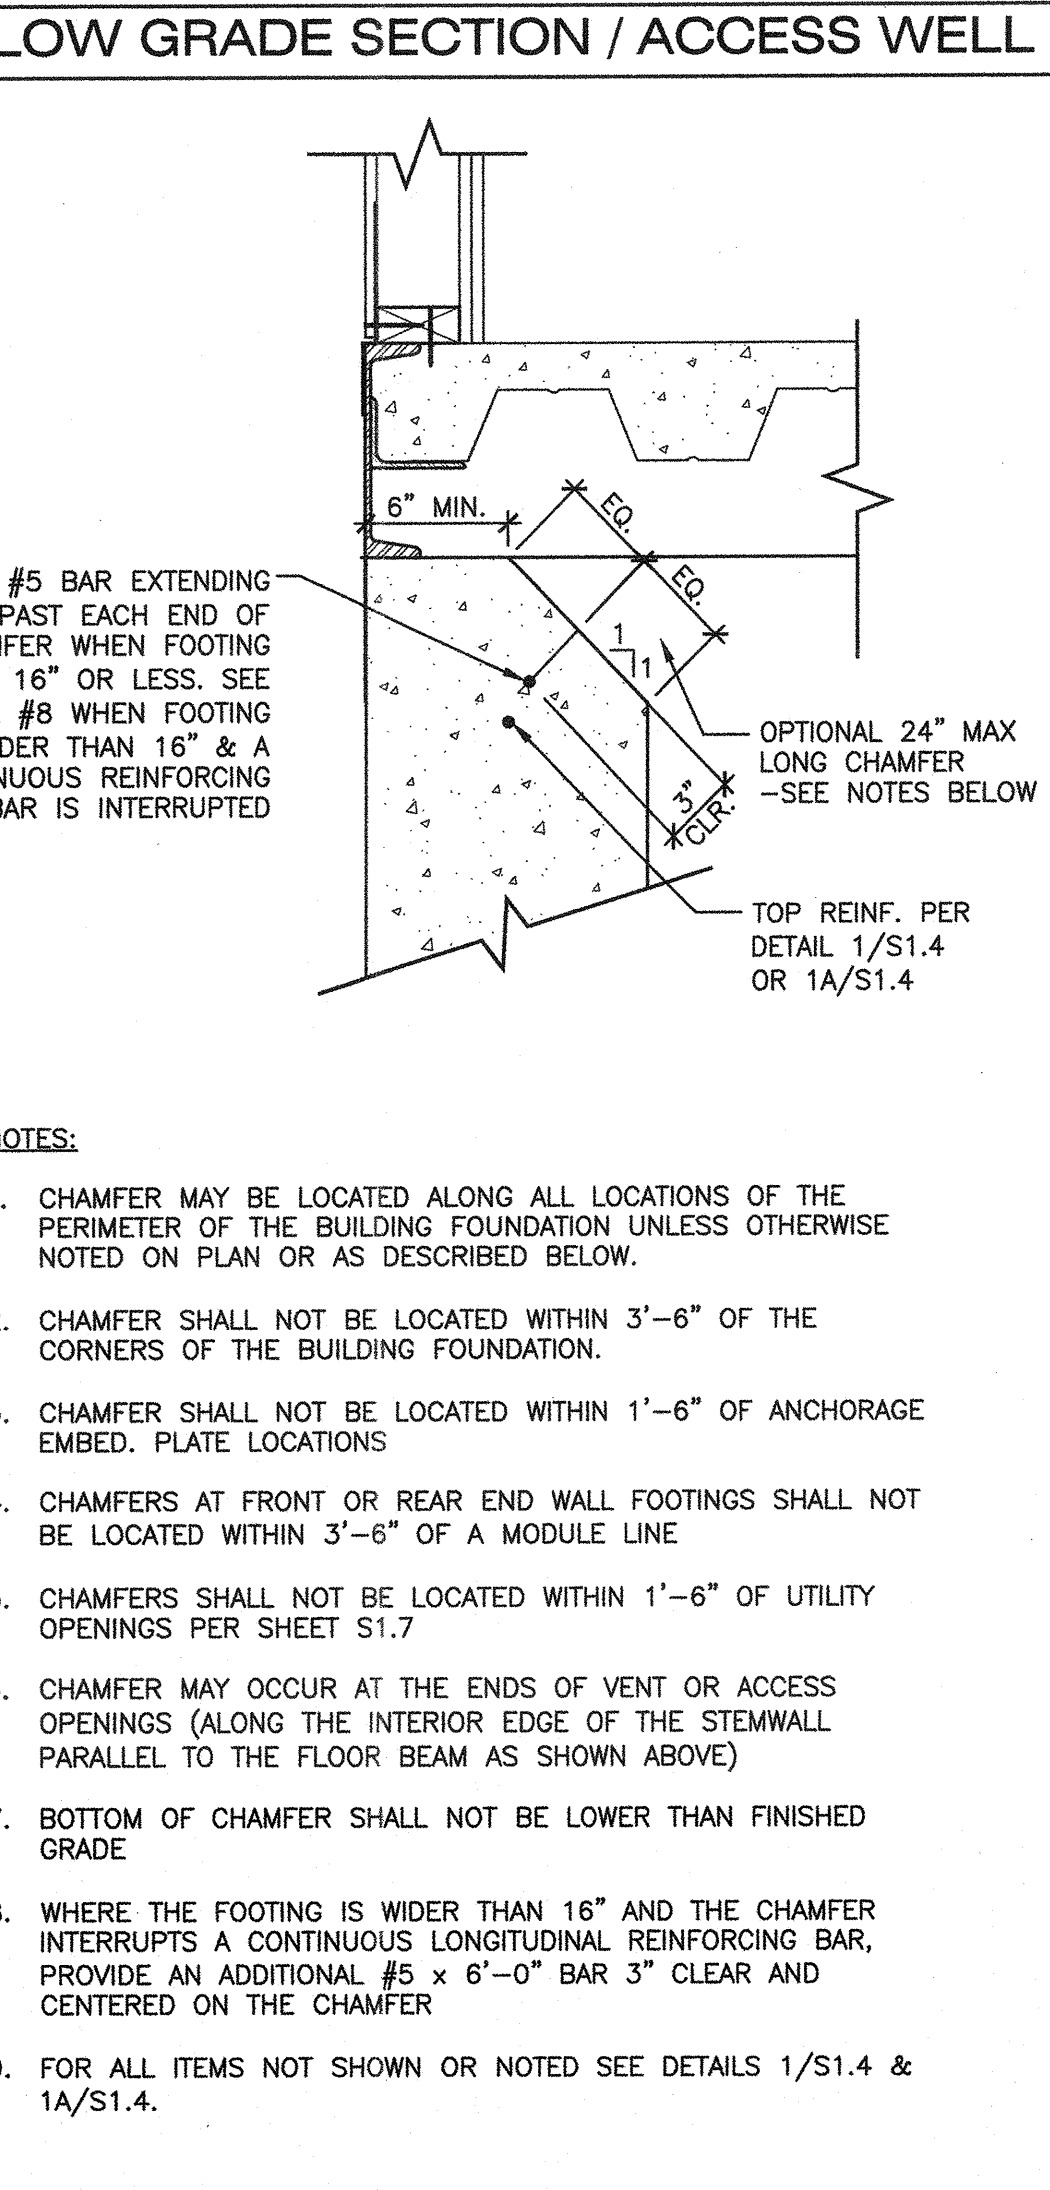 LOW GRADE SECTION / ACCESS WELL
6" MIN.
EQ.
EQ.
1
1
#5 BAR EXTENDING
PAST EACH END OF
FER WHEN FOOTING
16" OR LESS. SEE
#8 WHEN FOOTING
DER THAN 16" & A
NUOUS REINFORCING
BAR IS INTERRUPTED
OPTIONAL 24" MAX
LONG CHAMFER
-SEE NOTES BELOW
3"
CLR.
TOP REINF. PER
DETAIL 1/S1.4
OR 1A/S1.4
OTES:
. CHAMFER MAY BE LOCATED ALONG ALL LOCATIONS OF THE
PERIMETER OF THE BUILDING FOUNDATION UNLESS OTHERWISE
NOTED ON PLAN OR AS DESCRIBED BELOW.
. CHAMFER SHALL NOT BE LOCATED WITHIN 3'-6" OF THE
CORNERS OF THE BUILDING FOUNDATION.
. CHAMFER SHALL NOT BE LOCATED WITHIN 1'-6" OF ANCHORAGE
EMBED. PLATE LOCATIONS
. CHAMFERS AT FRONT OR REAR END WALL FOOTINGS SHALL NOT
BE LOCATED WITHIN 3'-6" OF A MODULE LINE
. CHAMFERS SHALL NOT BE LOCATED WITHIN 1'-6" OF UTILITY
OPENINGS PER SHEET S1.7
. CHAMFER MAY OCCUR AT THE ENDS OF VENT OR ACCESS
OPENINGS (ALONG THE INTERIOR EDGE OF THE STEMWALL
PARALLEL TO THE FLOOR BEAM AS SHOWN ABOVE)
. BOTTOM OF CHAMFER SHALL NOT BE LOWER THAN FINISHED
GRADE
. WHERE THE FOOTING IS WIDER THAN 16" AND THE CHAMFER
INTERRUPTS A CONTINUOUS LONGITUDINAL REINFORCING BAR,
PROVIDE AN ADDITIONAL #5 x 6'-0" BAR 3" CLEAR AND
CENTERED ON THE CHAMFER
. FOR ALL ITEMS NOT SHOWN OR NOTED SEE DETAILS 1/S1.4 &
1A/S1.4.